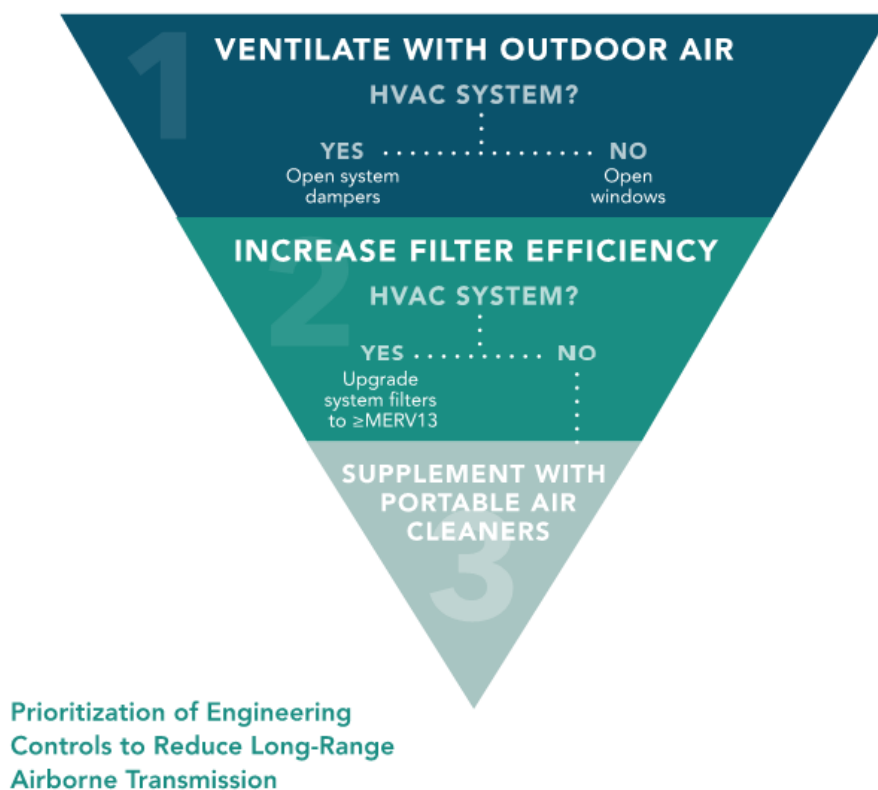 1
VENTILATE WITH OUTDOOR AIR
HVAC SYSTEM?
YES NO
Open system Open
dampers windows
2
INCREASE FILTER EFFICIENCY
HVAC SYSTEM?
YES NO
Upgrade
system filters
to ≥MERV13
SUPPLEMENT WITH
PORTABLE AIR
CLEANERS
3
Prioritization of Engineering
Controls to Reduce Long-Range
Airborne Transmission